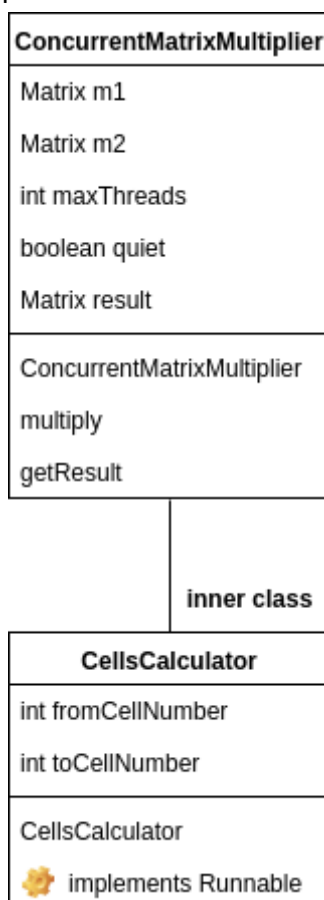 ConcurrentMatrixMultiplier
Matrix m1
Matrix m2
int maxThreads
boolean quiet
Matrix result
ConcurrentMatrixMultiplier
multiply
getResult
inner class
CellsCalculator
int fromCellNumber
int toCellNumber
CellsCalculator
implements Runnable